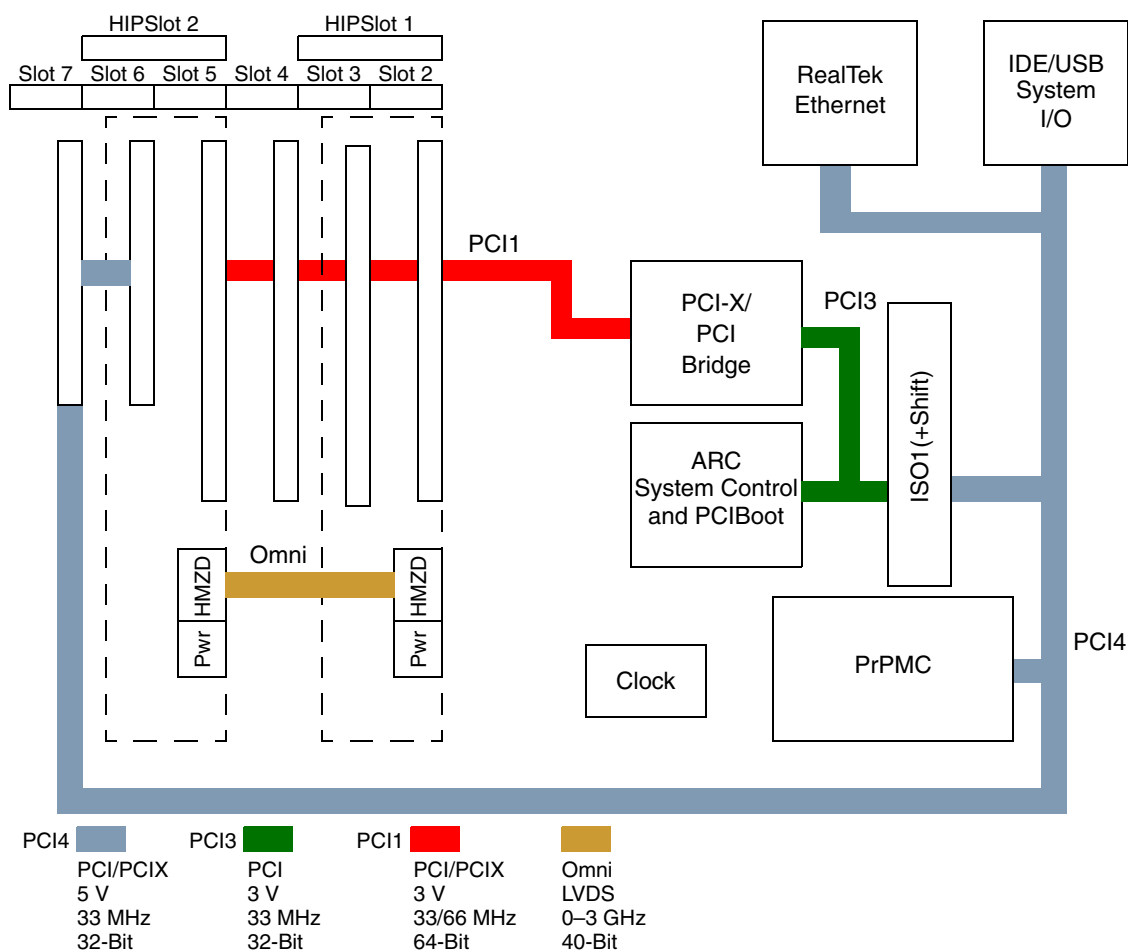 HIPSlot 2
HIPSlot 1
Slot 7
Slot 6
Slot 5
Slot 4
Slot 3
Slot 2
RealTek
Ethernet
IDE/USB
System
I/O
PCI1
PCI-X/
PCI
Bridge
PCI3
ISO1(+Shift)
ARC
System Control
and PCIBoot
Omni
HMZD
Pwr
HMZD
Pwr
Clock
PrPMC
PCI4
PCI4
PCI/PCIX
5 V
33 MHz
32-Bit
PCI3
PCI
3 V
33 MHz
32-Bit
PCI1
PCI/PCIX
3 V
33/66 MHz
64-Bit
Omni
LVDS
0–3 GHz
40-Bit